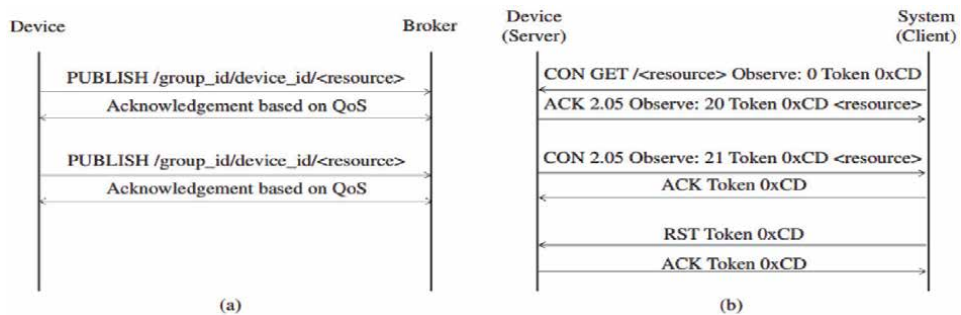 Device
Broker
PUBLISH /group_id/device_id/<resource>
Acknowledgement based on QoS
PUBLISH /group_id/device_id/<resource>
Acknowledgement based on QoS
(a)
Device
(Server)
System
(Client)
CON GET /<resource> Observe: 0 Token 0xCD
ACK 2.05 Observe: 20 Token 0xCD <resource>
CON 2.05 Observe: 21 Token 0xCD <resource>
ACK Token 0xCD
RST Token 0xCD
ACK Token 0xCD
(b)